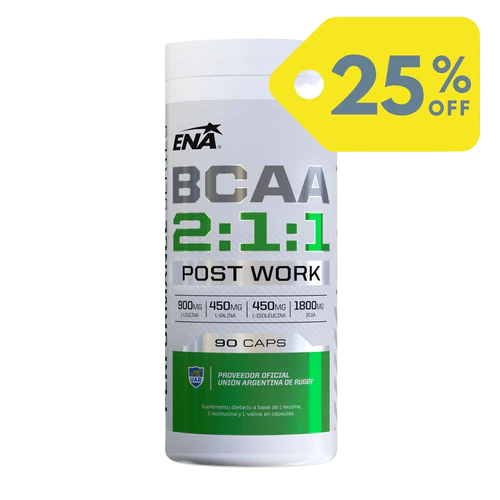 25% OFF
ENA
BCAA
2:1:1
POST WORK
900MG 450MG 450MG 1800MG
L-LEUCINA L-VALINA L-ISOLEUCINA BCAA
90 CAPS
UAR
PROVEEDOR OFICIAL
UNIÓN ARGENTINA DE RUGBY
Suplemento dietario a base de L-leucina,
L-isoleucina y L-valina en cápsulas.